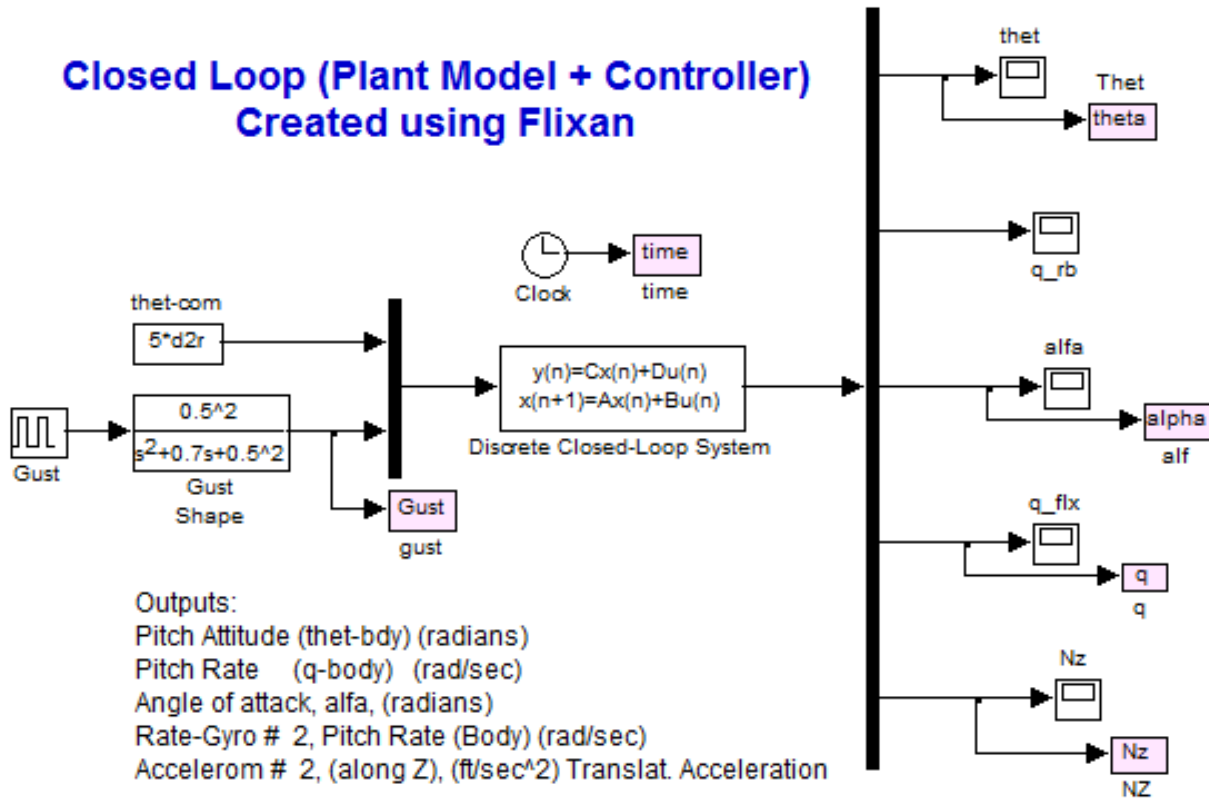 Closed Loop (Plant Model + Controller)
Created using Flixan
thet
Thet
theta
q_rb
time
Clock
time
thet-com
5*d2r
alfa
alpha
alf
y(n)=Cx(n)+Du(n)
x(n+1)=Ax(n)+Bu(n)
Discrete Closed-Loop System
0.5^2
s^2+0.7s+0.5^2
Gust
Gust
Shape
Gust
gust
q_flx
q
q
Nz
Nz
NZ
Outputs:
Pitch Attitude (thet-bdy) (radians)
Pitch Rate (q-body) (rad/sec)
Angle of attack, alfa, (radians)
Rate-Gyro # 2, Pitch Rate (Body) (rad/sec)
Accelerom # 2, (along Z), (ft/sec^2) Translat. Acceleration